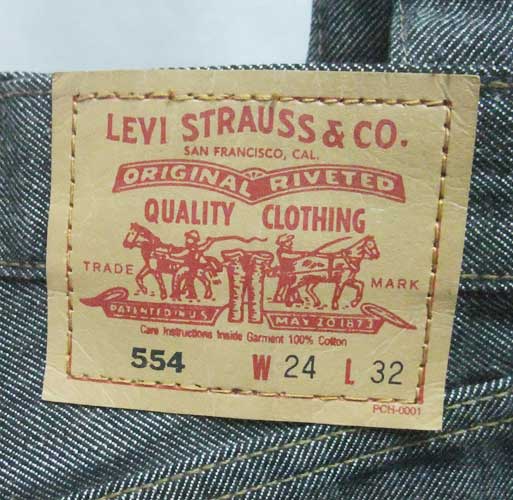 LEVI STRAUSS & CO.
SAN FRANCISCO, CAL.
ORIGINAL RIVETED
QUALITY CLOTHING
TRADE MARK
PATENTED IN U.S. MAY 20 1873
Care Instructions Inside Garment 100% Cotton
554 W 24 L 32
PCH-0001